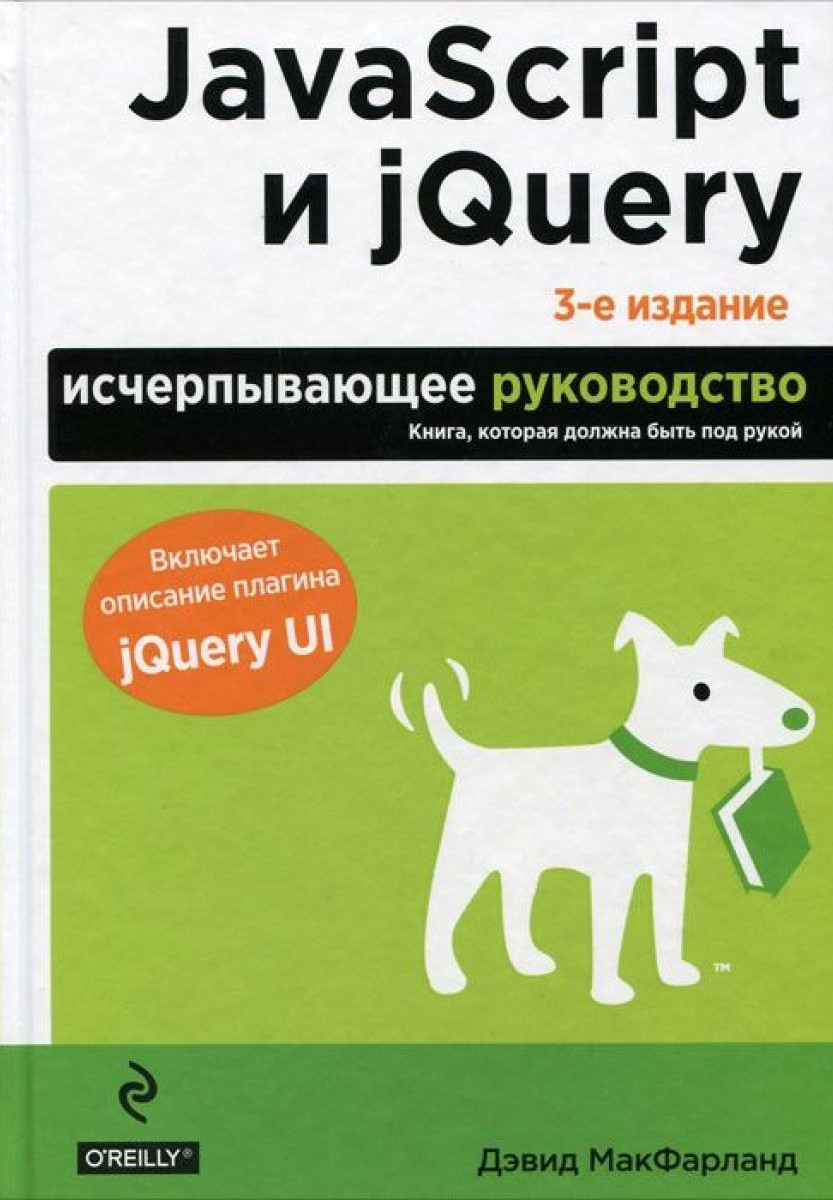 JavaScript
и jQuery
3-е издание
исчерпывающее руководство
Книга, которая должна быть под рукой
Включает
описание плагина
jQuery UI
™
O'REILLY®
Дэвид МакФарланд